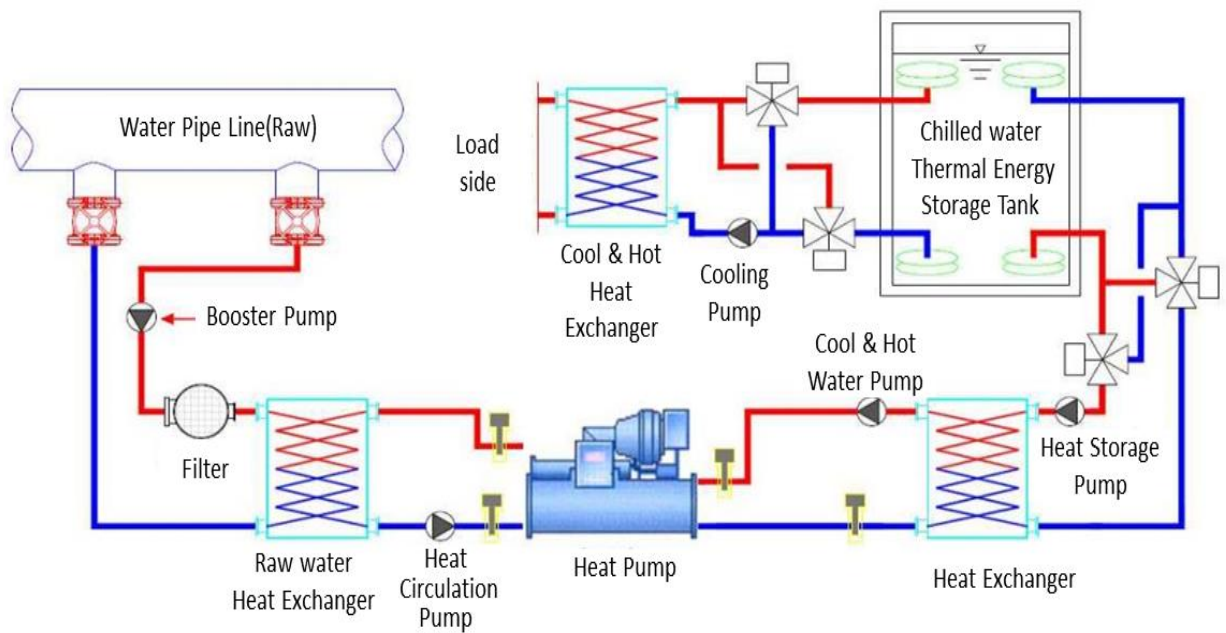 Water Pipe Line(Raw)
Load
side
Chilled water
Thermal Energy
Storage Tank
Cool & Hot
Heat
Exchanger
Cooling
Pump
Booster Pump
Cool & Hot
Water Pump
Filter
Heat Storage
Pump
Raw water
Heat Exchanger
Heat
Circulation
Pump
Heat Pump
Heat Exchanger